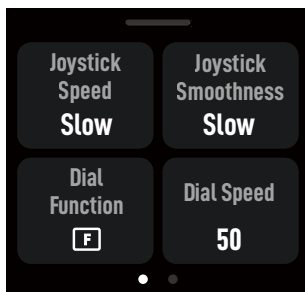 Joystick
Speed
Slow
Joystick
Smoothness
Slow
Dial
Function
F
Dial Speed
50